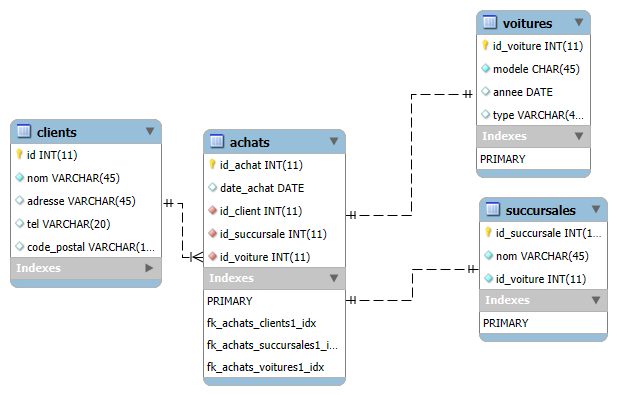 clients
id INT(11)
nom VARCHAR(45)
adresse VARCHAR(45)
tel VARCHAR(20)
code_postal VARCHAR(1...
Indexes
achats
id_achat INT(11)
date_achat DATE
id_client INT(11)
id_succursale INT(11)
id_voiture INT(11)
Indexes
PRIMARY
fk_achats_clients1_idx
fk_achats_succursales1_i...
fk_achats_voitures1_idx
voitures
id_voiture INT(11)
modele CHAR(45)
annee DATE
type VARCHAR(4...
Indexes
PRIMARY
succursales
id_succursale INT(1...
nom VARCHAR(45)
id_voiture INT(11)
Indexes
PRIMARY